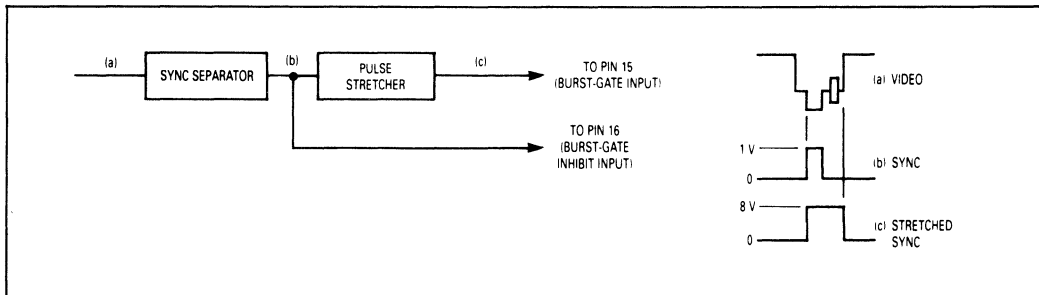 (a)
SYNC SEPARATOR
(b)
PULSE
STRETCHER
(c)
TO PIN 15
(BURST-GATE INPUT)
TO PIN 16
(BURST-GATE
INHIBIT INPUT)
(a) VIDEO
1 V
0
(b) SYNC
8 V
0
(c) STRETCHED
SYNC